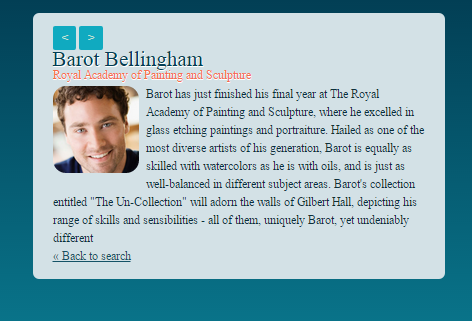 < >
Barot Bellingham
Royal Academy of Painting and Sculpture
Barot has just finished his final year at The Royal
Academy of Painting and Sculpture, where he excelled in
glass etching paintings and portraiture. Hailed as one of the
most diverse artists of his generation, Barot is equally as
skilled with watercolors as he is with oils, and is just as
well-balanced in different subject areas. Barot's collection
entitled "The Un-Collection" will adorn the walls of Gilbert Hall, depicting his
range of skills and sensibilities - all of them, uniquely Barot, yet undeniably
different
« Back to search